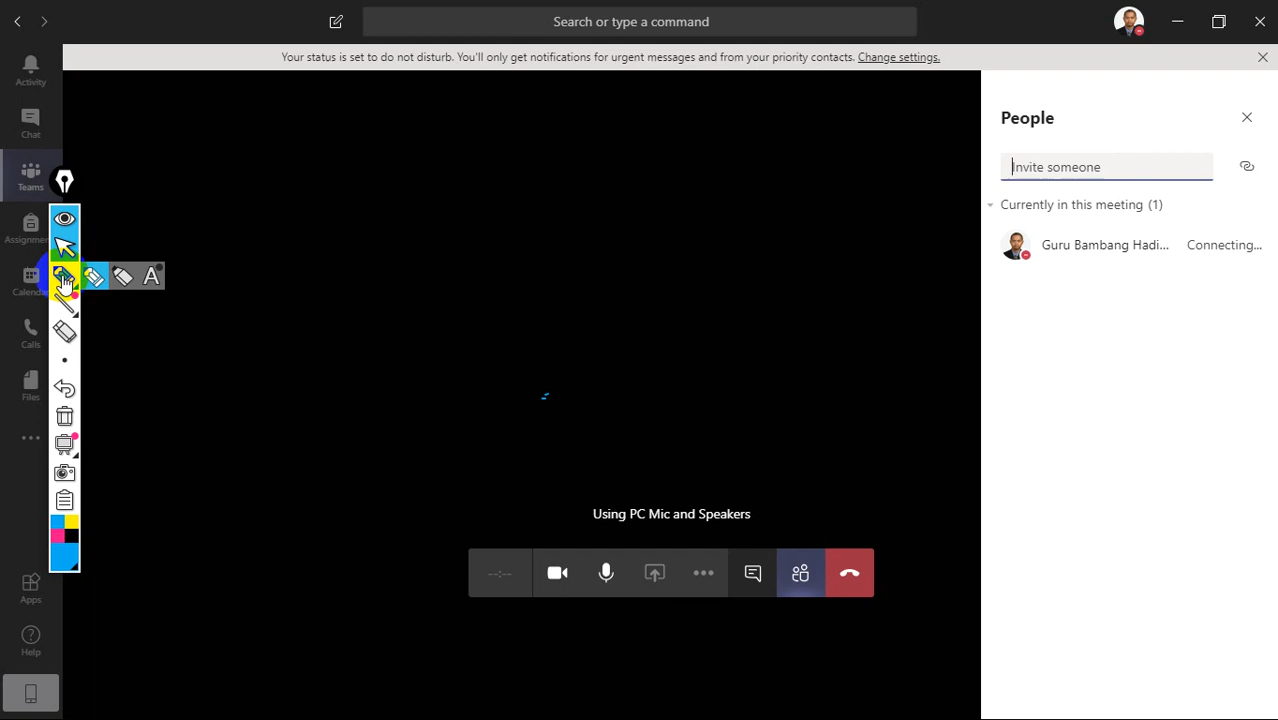 Search or type a command
Your status is set to do not disturb. You'll only get notifications for urgent messages and from your priority contacts. Change settings.
Activity
Chat
Teams
Assignmen
Calenda
Calls
Files
Apps
Help
A
People
Invite someone
Currently in this meeting (1)
Guru Bambang Hadi... Connecting...
Using PC Mic and Speakers
--:--